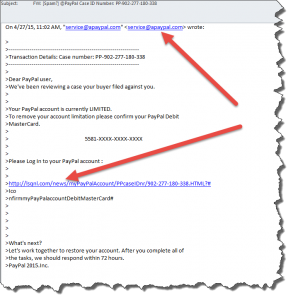 Subject: FW: [Spam?] @PayPal Case ID Number: PP-902-277-180-338
On 4/27/15, 11:02 AM, "service@apaypal.com" <service@apaypal.com> wrote:
>
>-----------------------------------------------------
>Transaction Details: Case number: PP-902-277-180-338
>-----------------------------------------------------
>
>Dear PayPal user,
>We've been reviewing a case your buyer filed against you.
>
>
>Your PayPal account is currently LIMITED.
>To remove your account limitation please confirm your PayPal Debit
>MasterCard.
>
> 5581-XXXX-XXXX-XXXX
>
>
>Please Log in to your PayPal account :
>
>
>http://lsqnl.com/news/myPayPalAccount/PPcaseIDnr/902-277-180-338.HTML?#
>!co
>nfirmmyPayPalaccountDebitMasterCard#
>
>
>
>
>What's next?
>Let's work together to restore your account. After you complete all of
>the tasks, we should respond within 72 hours.
>PayPal 2015.Inc.